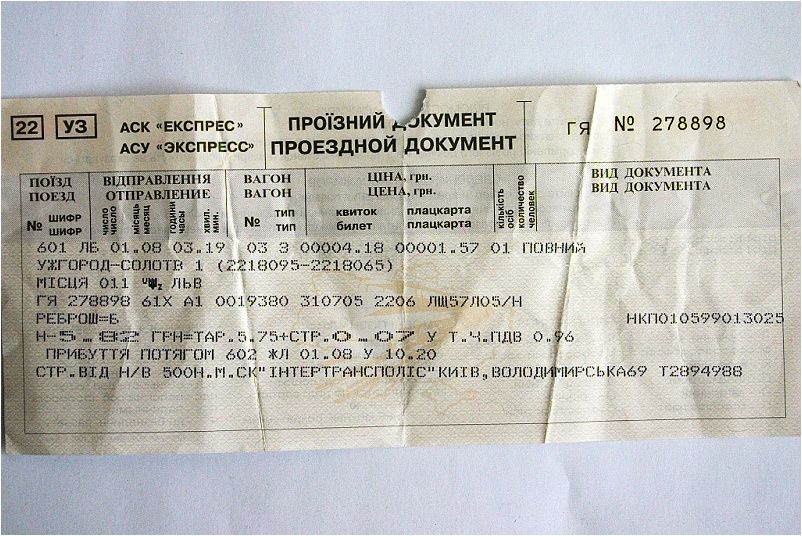 22 УЗ АСК «ЕКСПРЕС» ПРОЇЗНИЙ ДОКУМЕНТ ГЯ № 278898
АСУ «ЭКСПРЕСС» ПРОЕЗДНОЙ ДОКУМЕНТ
ПОЇЗД ВІДПРАВЛЕННЯ ВАГОН ЦІНА, грн. ВИД ДОКУМЕНТА
ПОЕЗД ОТПРАВЛЕНИЕ ВАГОН ЦЕНА, грн. ВИД ДОКУМЕНТА
№ шифр число місяць години хвил. № тип квиток плацкарта кількість осіб
шифр число месяц часы мин. тип билет плацкарта количество человек
601 ЛБ 01.08 03.19 03 З 00004.18 00001.57 01 ПОВНИЙ
УЖГОРОД-СОЛОТВ 1 (2218095-2218065)
МІСЦЯ 011 ЛЬВ
ГЯ 278898 61Х А1 0019380 310705 2206 ЛЩ57Л05/Н
РЕБРОШ=Б НКП010599013025
Н-5.82 ГРН=ТАР.5.75+СТР.0.07 У Т.Ч.ПДВ 0.96
ПРИБУТТЯ ПОТЯГОМ 602 ЖЛ 01.08 У 10.20
СТР.ВІД Н/В 500Н.М.СК"ІНТЕРТРАНСПОЛІС"КИЇВ,ВОЛОДИМИРСЬКА69 Т2894988